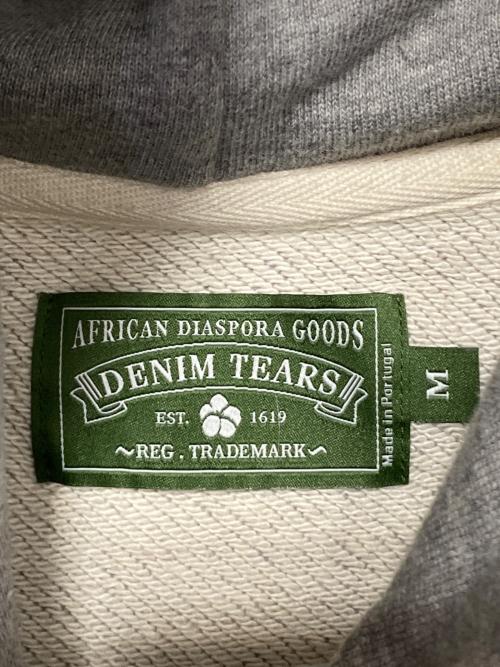 AFRICAN DIASPORA GOODS
DENIM TEARS
EST. 1619
~REG. TRADEMARK~
Made in Portugal
M